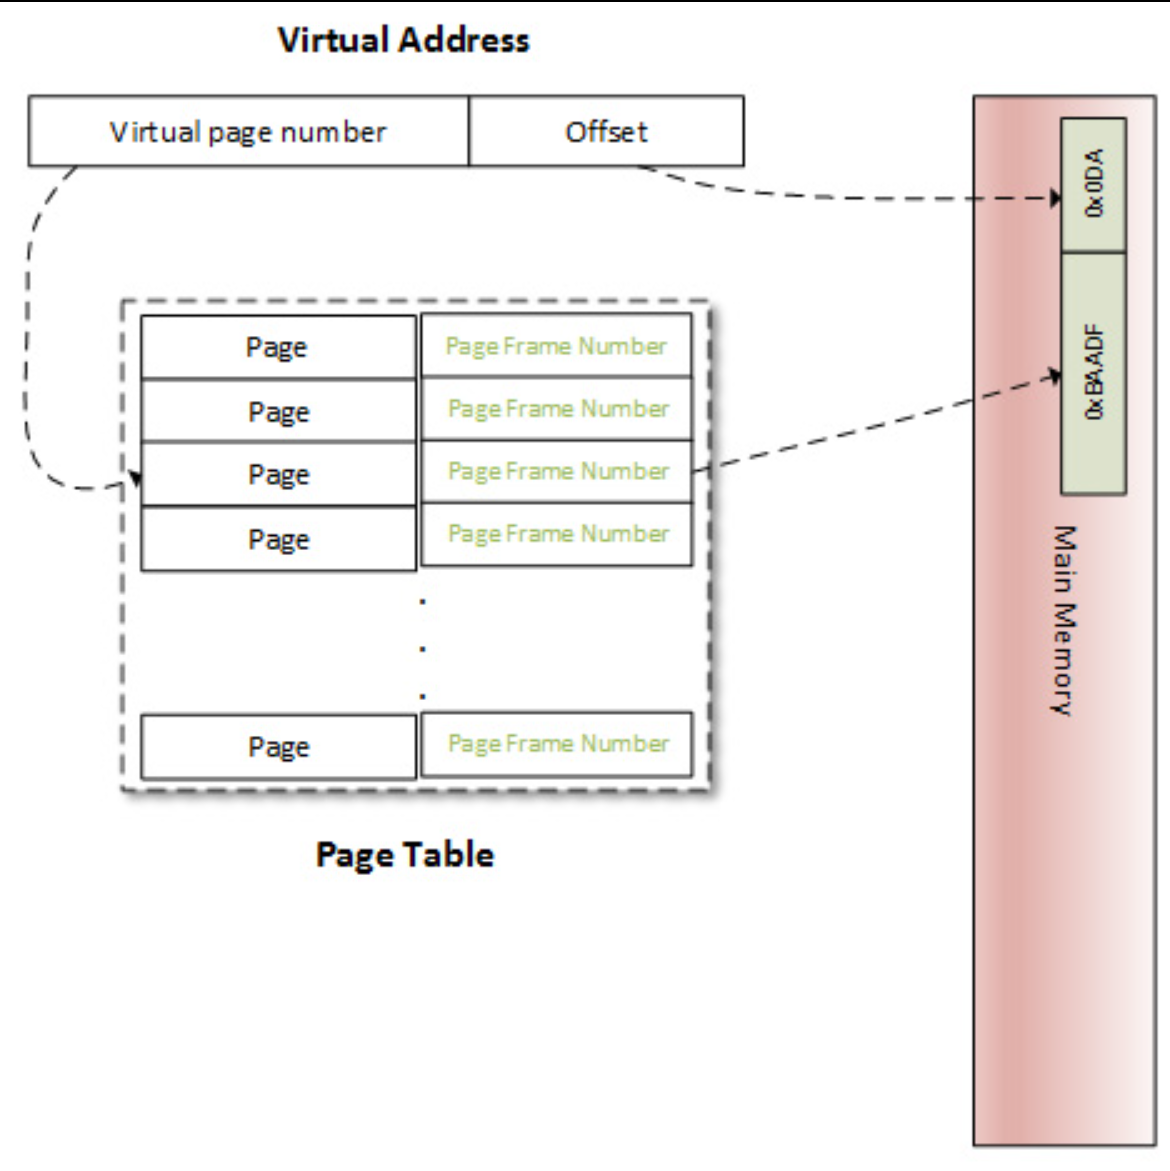 Virtual Address
Virtual page number
Offset
0x0DA
0xBAADF
Main Memory
Page
Page Frame Number
Page
Page Frame Number
Page
Page Frame Number
Page
Page Frame Number
.
.
.
Page
Page Frame Number
Page Table